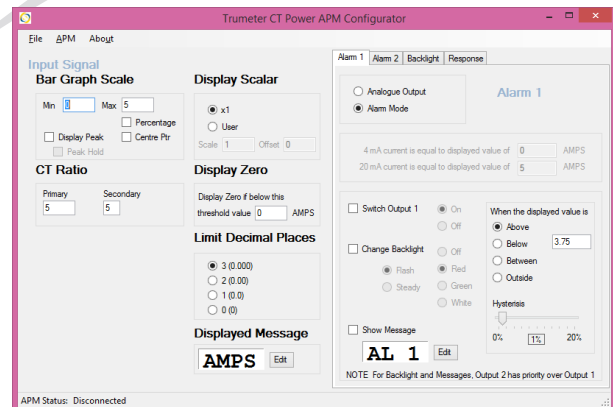 Trumeter CT Power APM Configurator
File APM About
Input Signal
Bar Graph Scale
Min 0 Max 5
Percentage
Display Peak Centre Ptr
Peak Hold
CT Ratio
Primary Secondary
5 5
Display Scalar
x1
User
Scale 1 Offset 0
Display Zero
Display Zero if below this
threshold value 0 AMPS
Limit Decimal Places
3 (0.000)
2 (0.00)
1 (0.0)
0 (0)
Displayed Message
AMPS Edit
Alarm 1 Alarm 2 Backlight Response
Analogue Output
Alarm Mode
Alarm 1
4 mA current is equal to displayed value of 0 AMPS
20 mA current is equal to displayed value of 5 AMPS
Switch Output 1 On
Off
Change Backlight Off
Flash Red
Steady Green
White
Show Message
AL 1 Edit
When the displayed value is
Above
Below 3.75
Between
Outside
Hysterisis
0% 1% 20%
NOTE For Backlight and Messages, Output 2 has priority over Output 1
APM Status: Disconnected